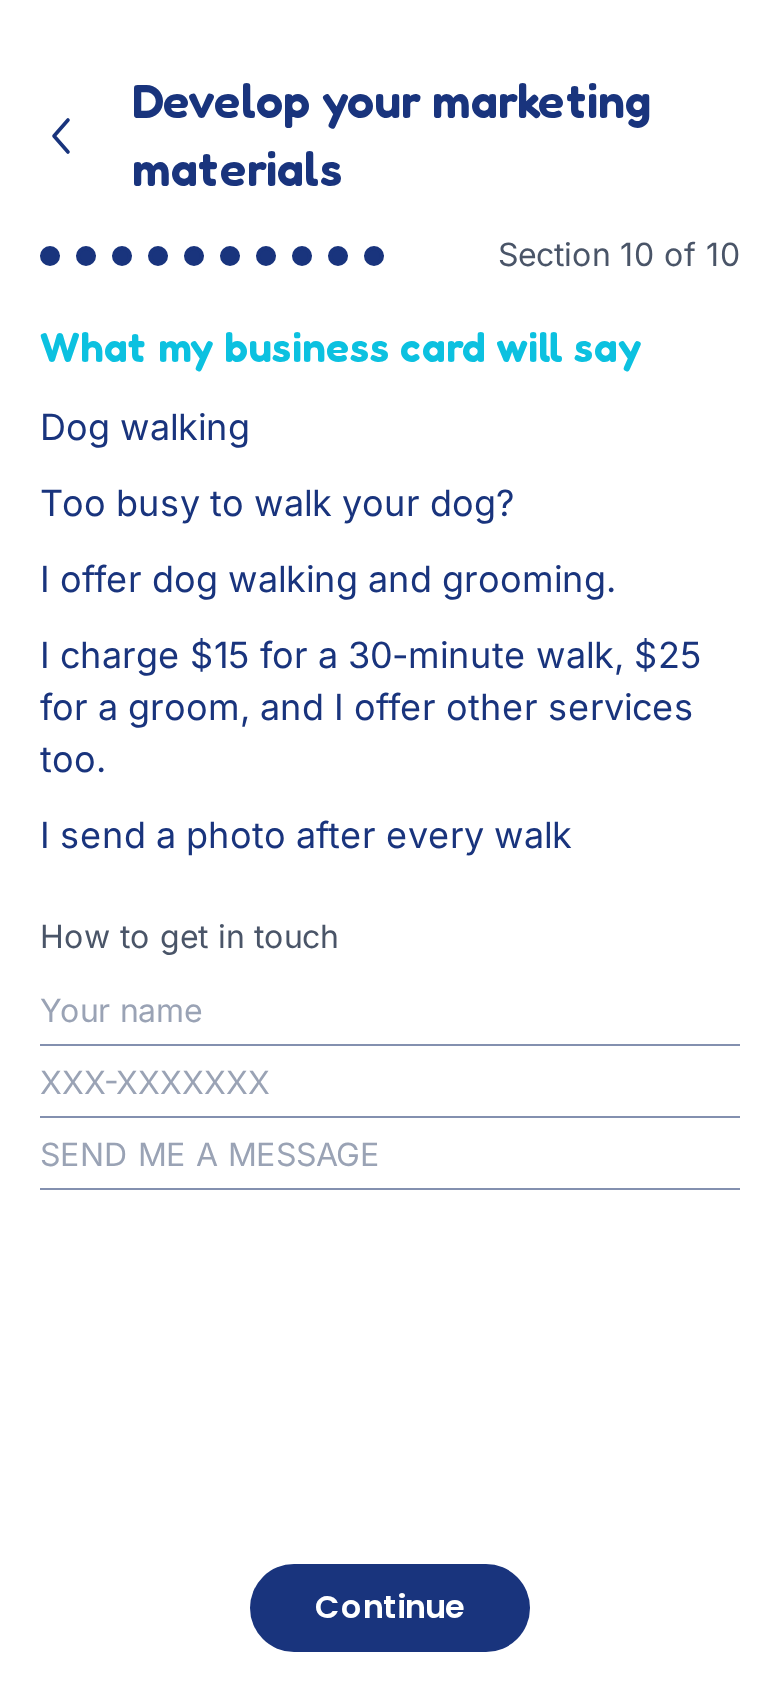 Develop your marketing
materials
Section 10 of 10
What my business card will say
Dog walking
Too busy to walk your dog?
I offer dog walking and grooming.
I charge $15 for a 30-minute walk, $25
for a groom, and I offer other services
too.
I send a photo after every walk
How to get in touch
Your name
XXX-XXXXXXX
SEND ME A MESSAGE
Continue